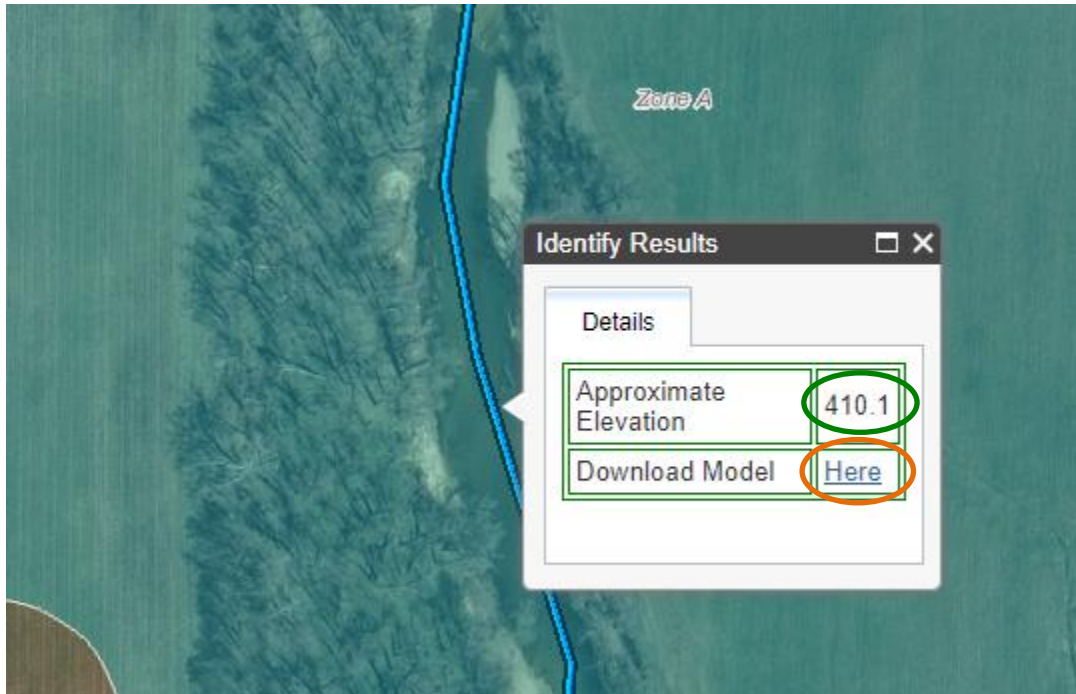 Zone A
Identify Results
Details
Approximate
Elevation
410.1
Download Model
Here